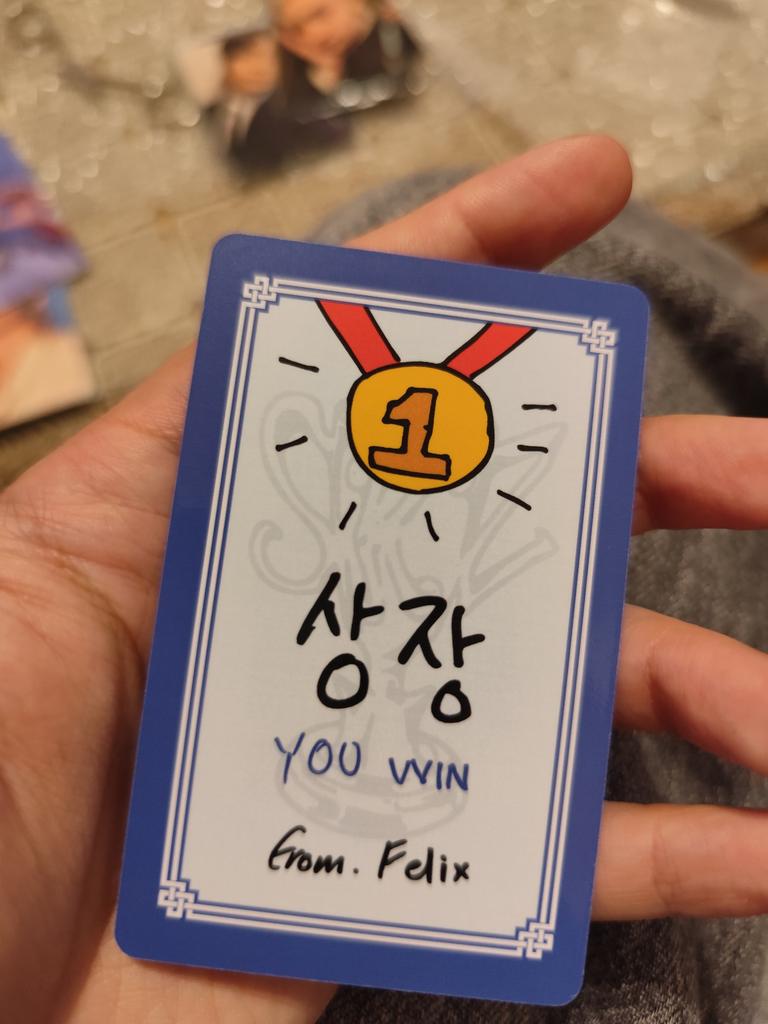 1
상장
YOU WIN
From. Felix